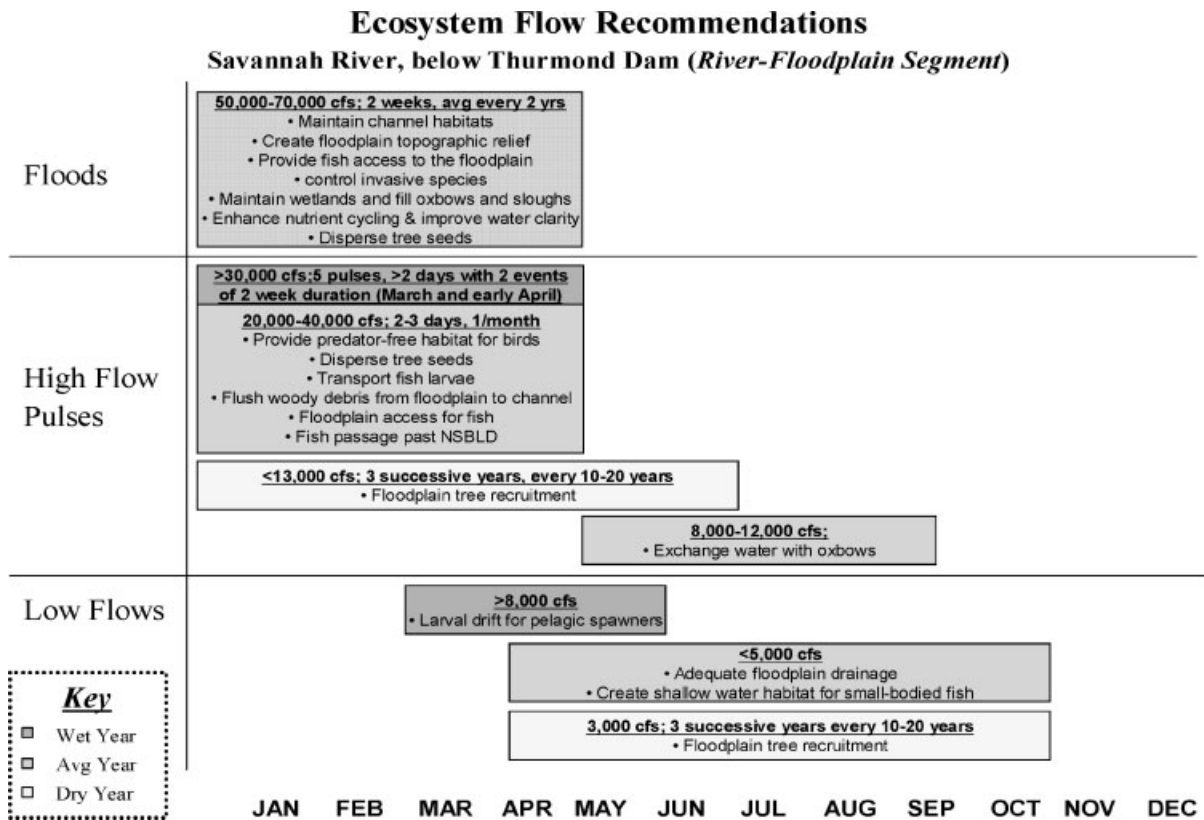 Ecosystem Flow Recommendations
Savannah River, below Thurmond Dam (River-Floodplain Segment)
Floods
50,000-70,000 cfs; 2 weeks, avg every 2 yrs
• Maintain channel habitats
• Create floodplain topographic relief
• Provide fish access to the floodplain
• control invasive species
• Maintain wetlands and fill oxbows and sloughs
• Enhance nutrient cycling & improve water clarity
• Disperse tree seeds
High Flow
Pulses
>30,000 cfs;5 pulses, >2 days with 2 events
of 2 week duration (March and early April)
20,000-40,000 cfs; 2-3 days, 1/month
• Provide predator-free habitat for birds
• Disperse tree seeds
• Transport fish larvae
• Flush woody debris from floodplain to channel
• Floodplain access for fish
• Fish passage past NSBLD
<13,000 cfs; 3 successive years, every 10-20 years
• Floodplain tree recruitment
8,000-12,000 cfs;
• Exchange water with oxbows
Low Flows
>8,000 cfs
• Larval drift for pelagic spawners
<5,000 cfs
• Adequate floodplain drainage
• Create shallow water habitat for small-bodied fish
3,000 cfs; 3 successive years every 10-20 years
• Floodplain tree recruitment
Key
Wet Year
Avg Year
Dry Year
JAN FEB MAR APR MAY JUN JUL AUG SEP OCT NOV DEC